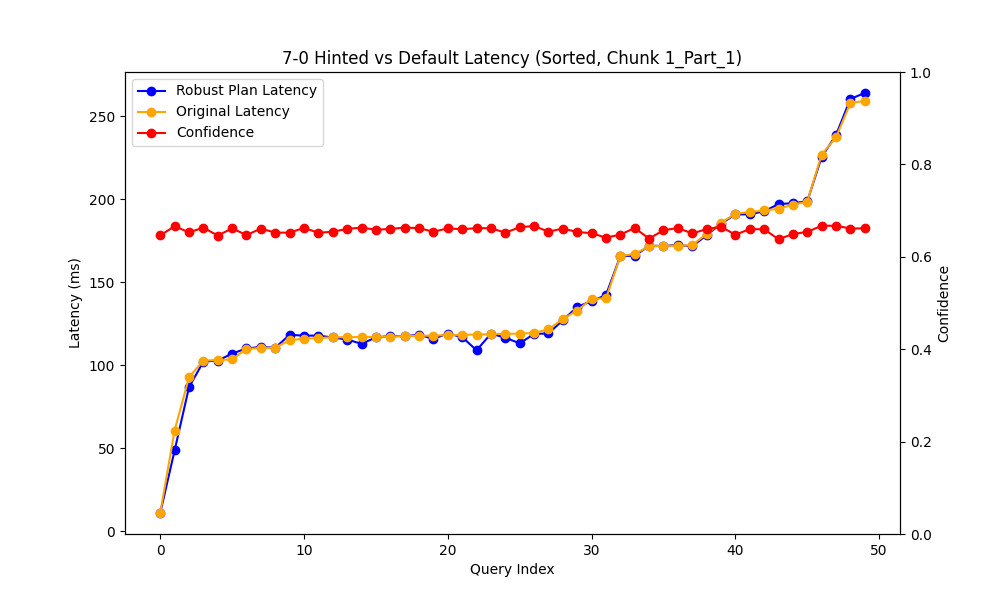 7-0 Hinted vs Default Latency (Sorted, Chunk 1_Part_1)
Robust Plan Latency
Original Latency
Confidence
Latency (ms)
250
200
150
100
50
0
1.0
0.8
0.6
0.4
0.2
0.0
Confidence
0 10 20 30 40 50
Query Index